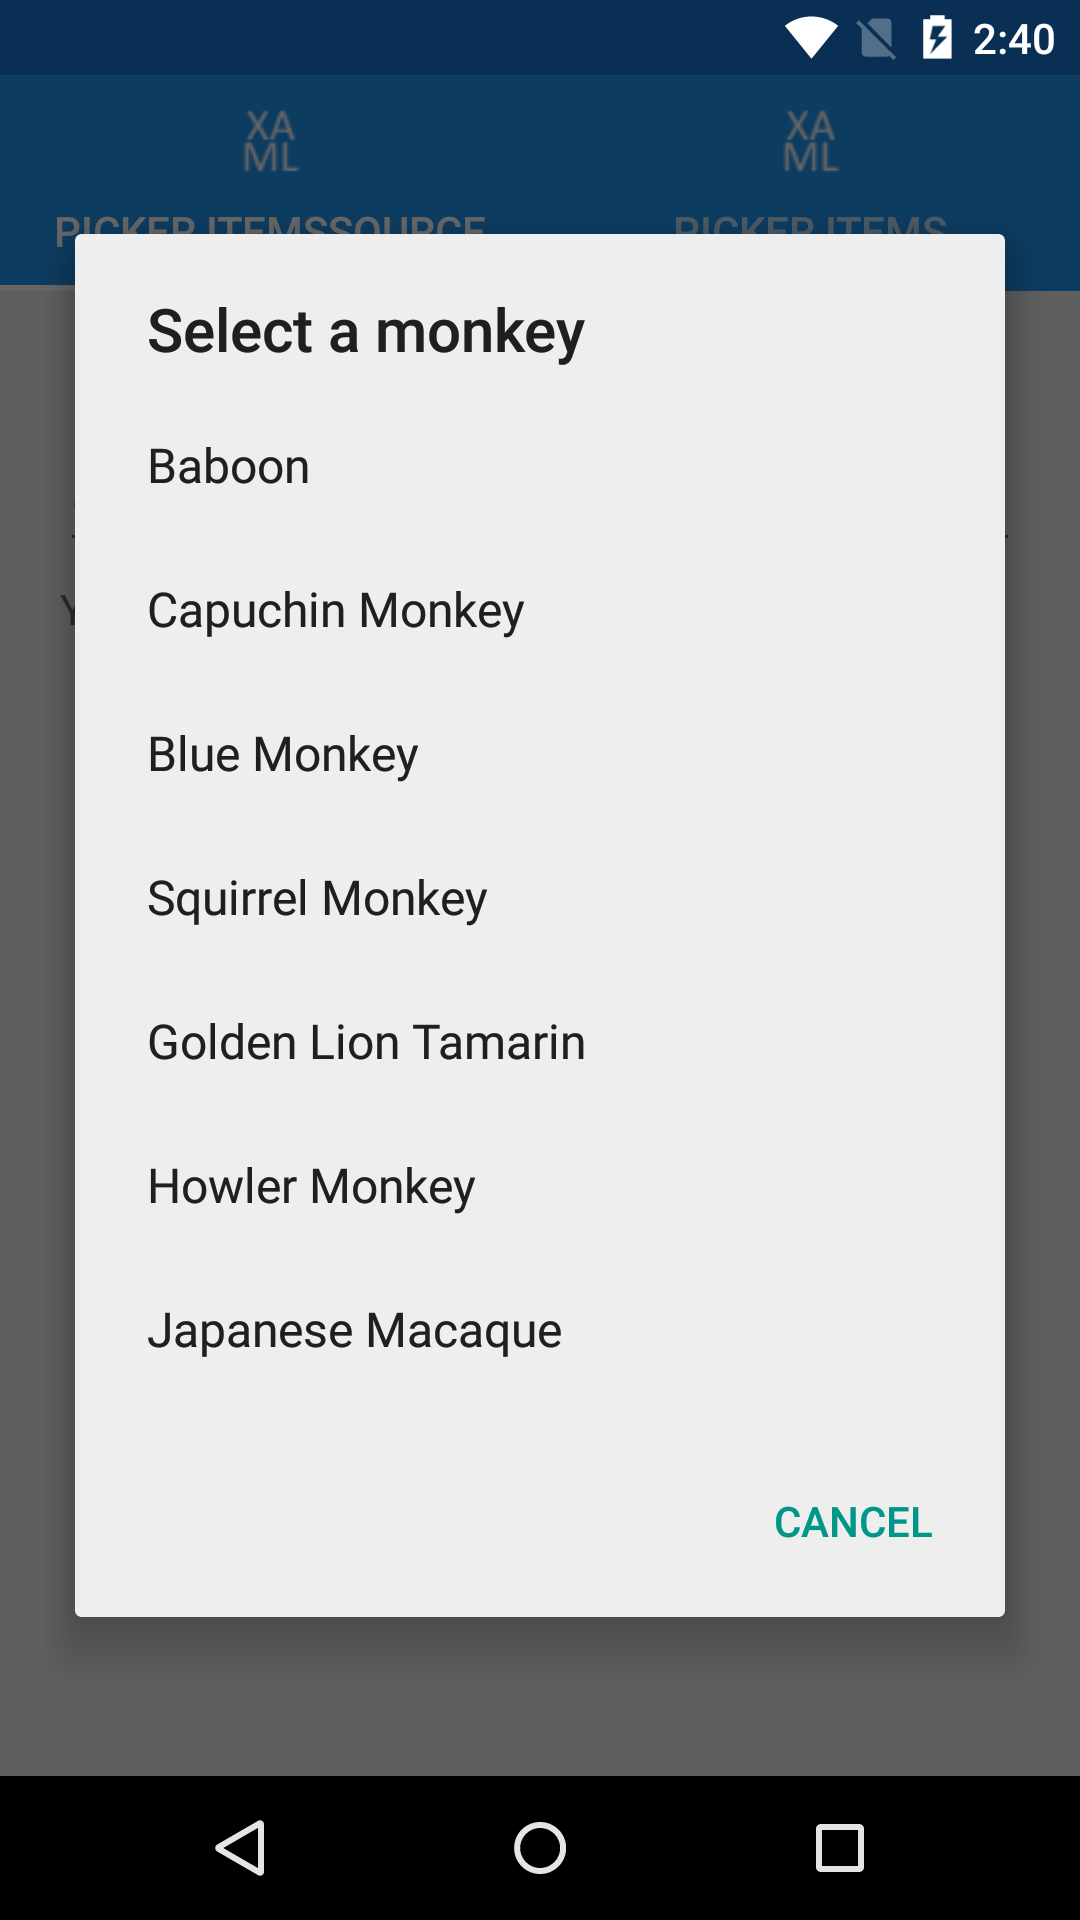 2:40
XA
ML
XA
ML
PICKER ITEMSSOURCE
PICKER ITEMS
Select a monkey
Baboon
Capuchin Monkey
Blue Monkey
Squirrel Monkey
Golden Lion Tamarin
Howler Monkey
Japanese Macaque
CANCEL